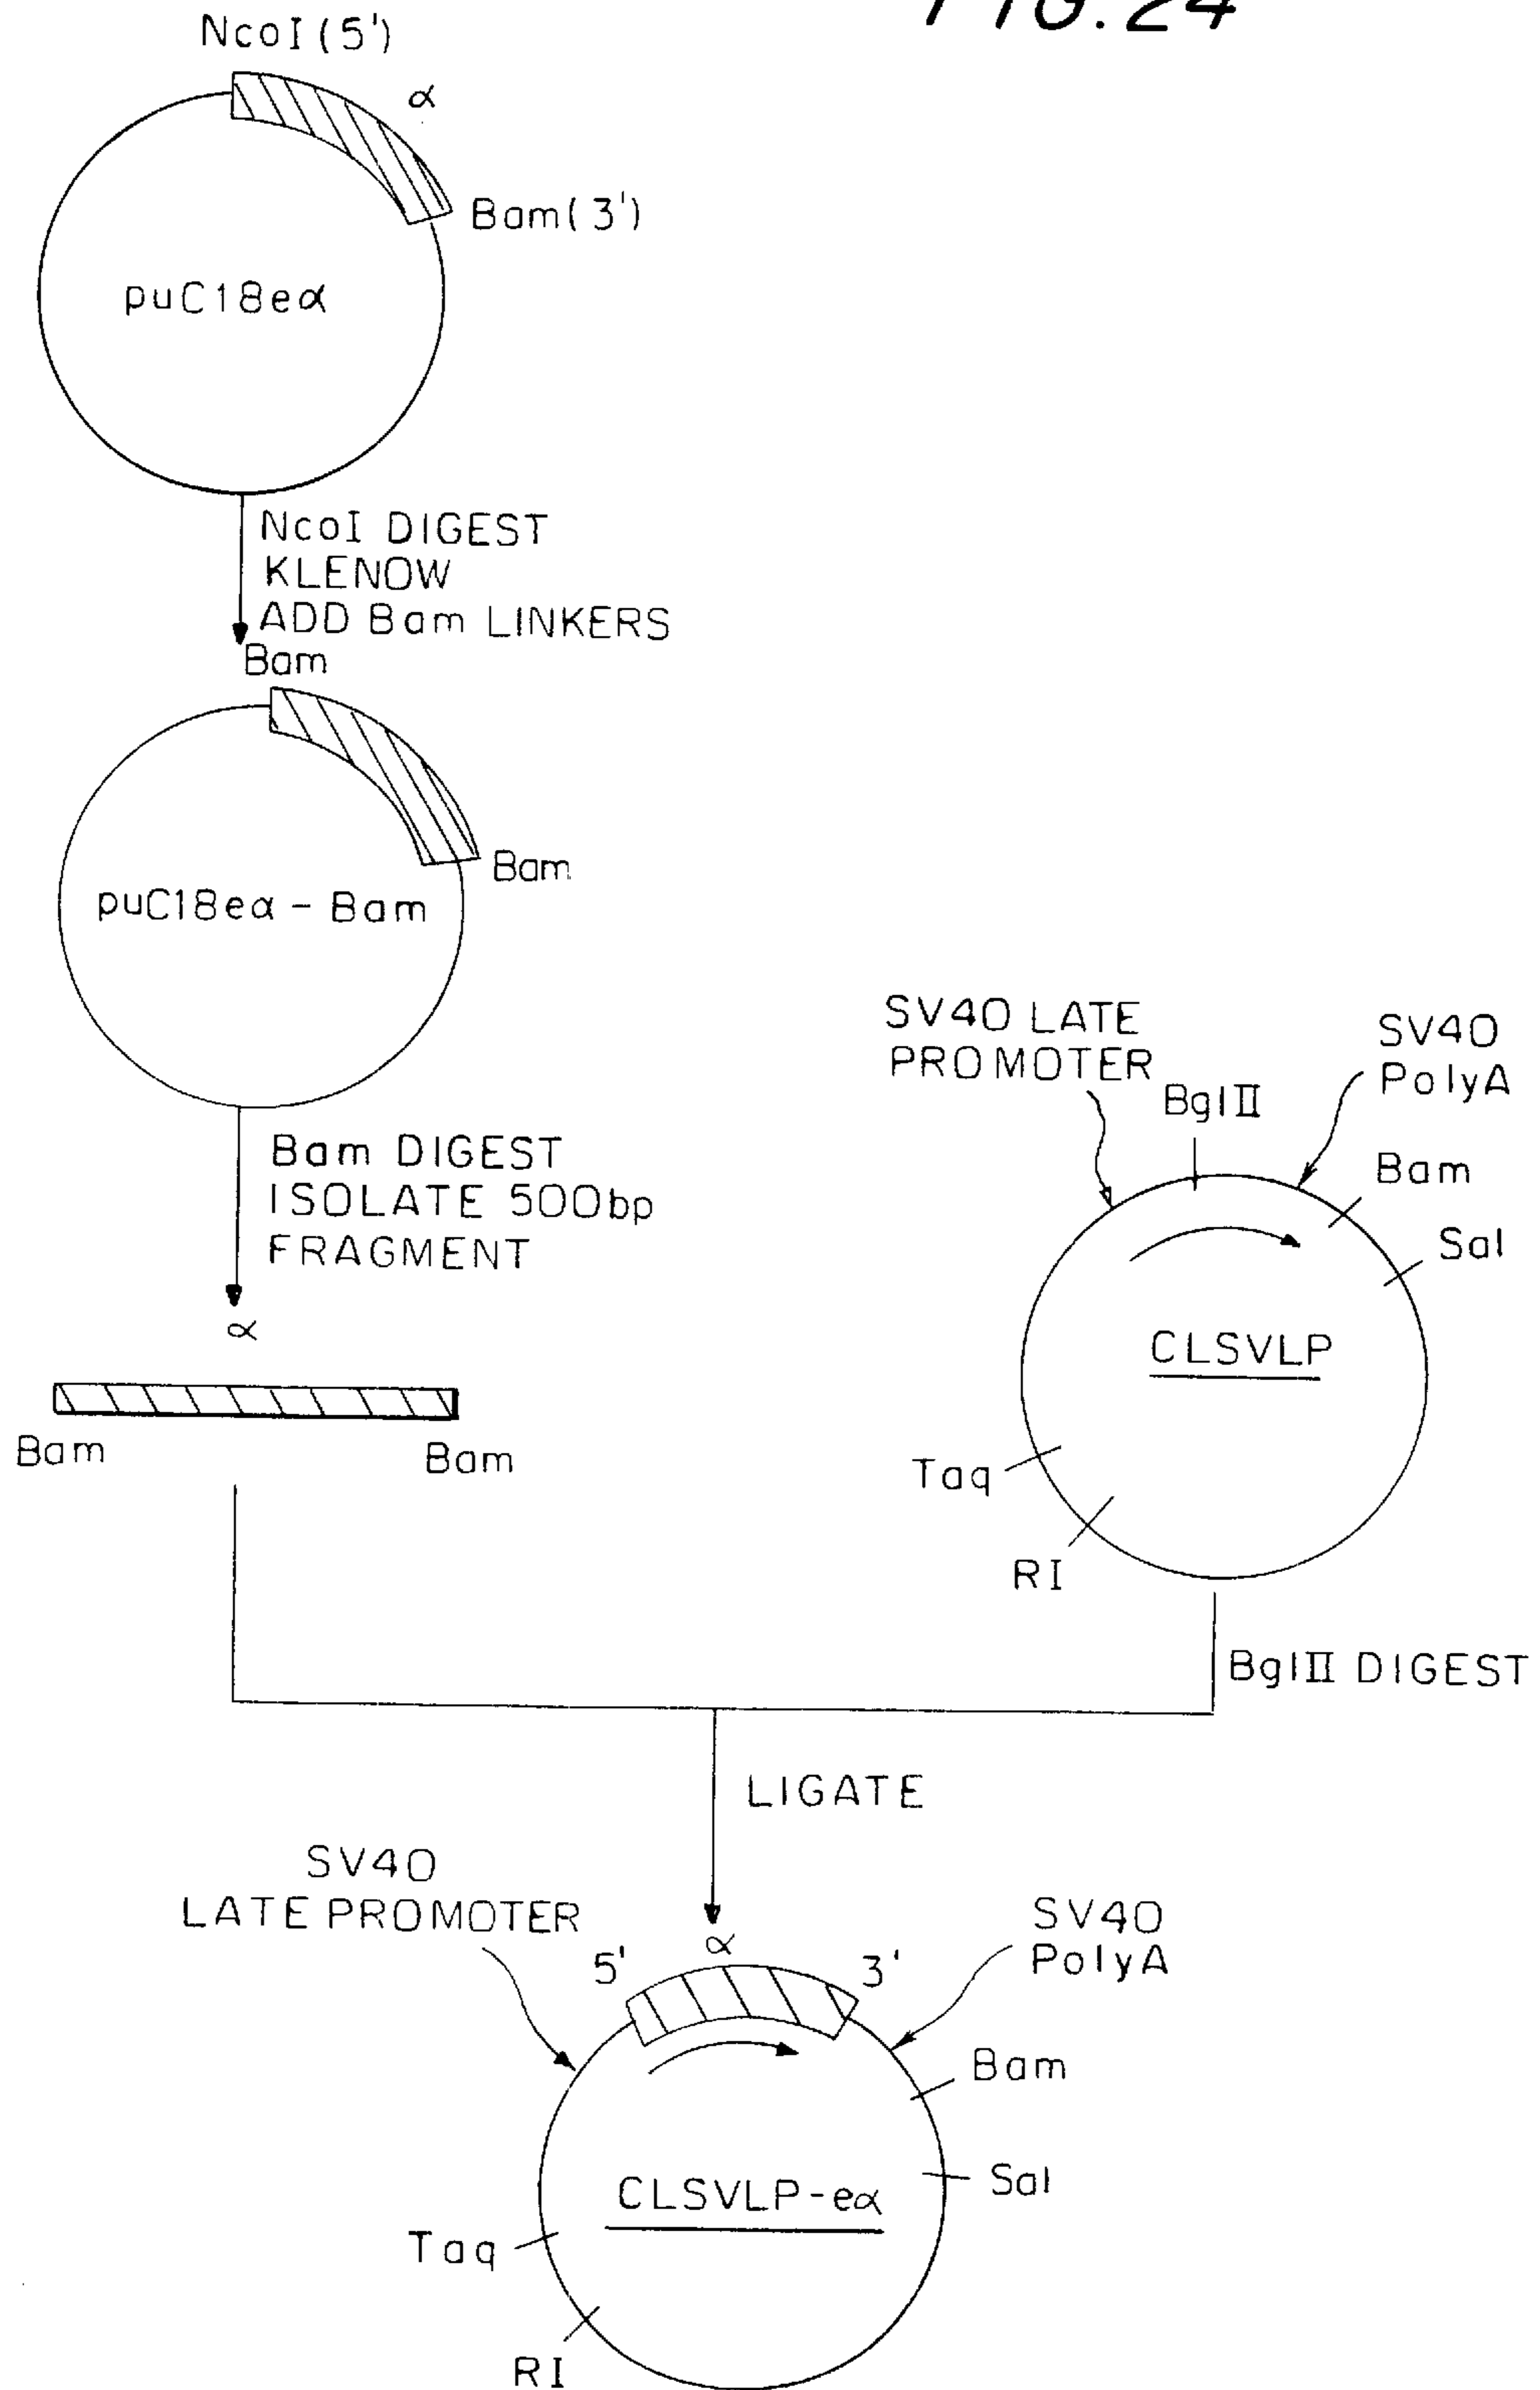 FIG. 24
NcoI (5')
α
Bam (3')
puC18eα
NcoI DIGEST
KLENOW
ADD Bam LINKERS
Bam
Bam
puC18eα - Bam
Bam DIGEST
ISOLATE 500bp
FRAGMENT
α
Bam
Bam
SV40 LATE
PROMOTER
BglII
SV40
PolyA
Bam
Sal
CLSVLP
Taq
RI
BglII DIGEST
LIGATE
SV40
LATE PROMOTER
5'
α
3'
SV40
PolyA
Bam
Sal
CLSVLP-eα
Taq
RI